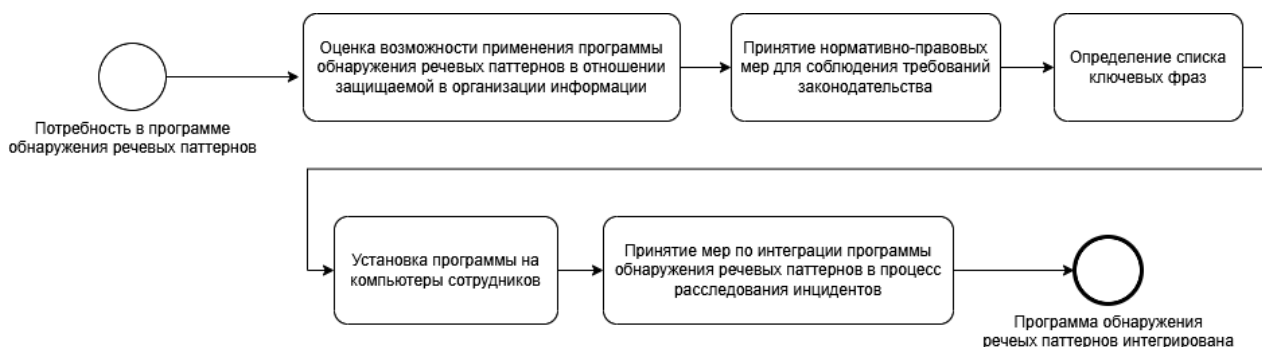 Потребность в программе
обнаружения речевых паттернов
Оценка возможности применения программы
обнаружения речевых паттернов в отношении
защищаемой в организации информации
Принятие нормативно-правовых
мер для соблюдения требований
законодательства
Определение списка
ключевых фраз
Установка программы на
компьютеры сотрудников
Принятие мер по интеграции программы
обнаружения речевых паттернов в процесс
расследования инцидентов
Программа обнаружения
речеых паттернов интегрирована